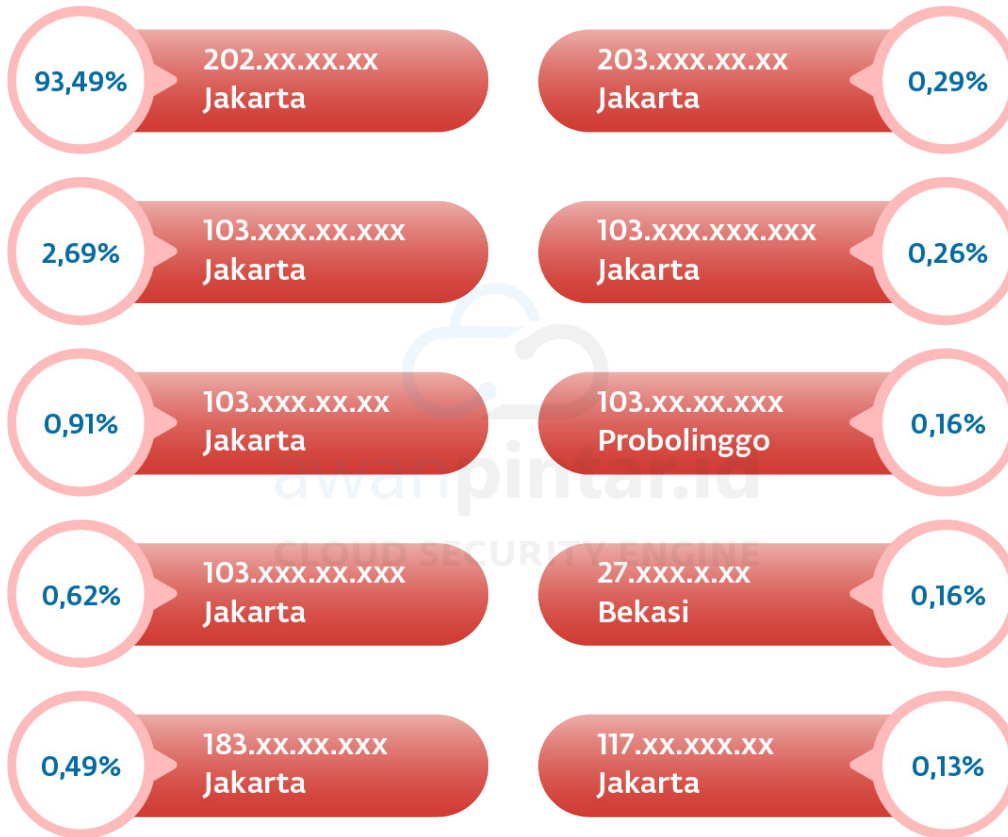 93,49%
202.xx.xx.xx
Jakarta
203.xxx.xx.xx
Jakarta
0,29%
2,69%
103.xxx.xx.xxx
Jakarta
103.xxx.xxx.xxx
Jakarta
0,26%
0,91%
103.xxx.xx.xx
Jakarta
103.xx.xx.xxx
Probolinggo
0,16%
awanpintar.id
CLOUD SECURITY ENGINE
0,62%
103.xxx.xx.xxx
Jakarta
27.xxx.x.xx
Bekasi
0,16%
0,49%
183.xx.xx.xxx
Jakarta
117.xx.xxx.xx
Jakarta
0,13%